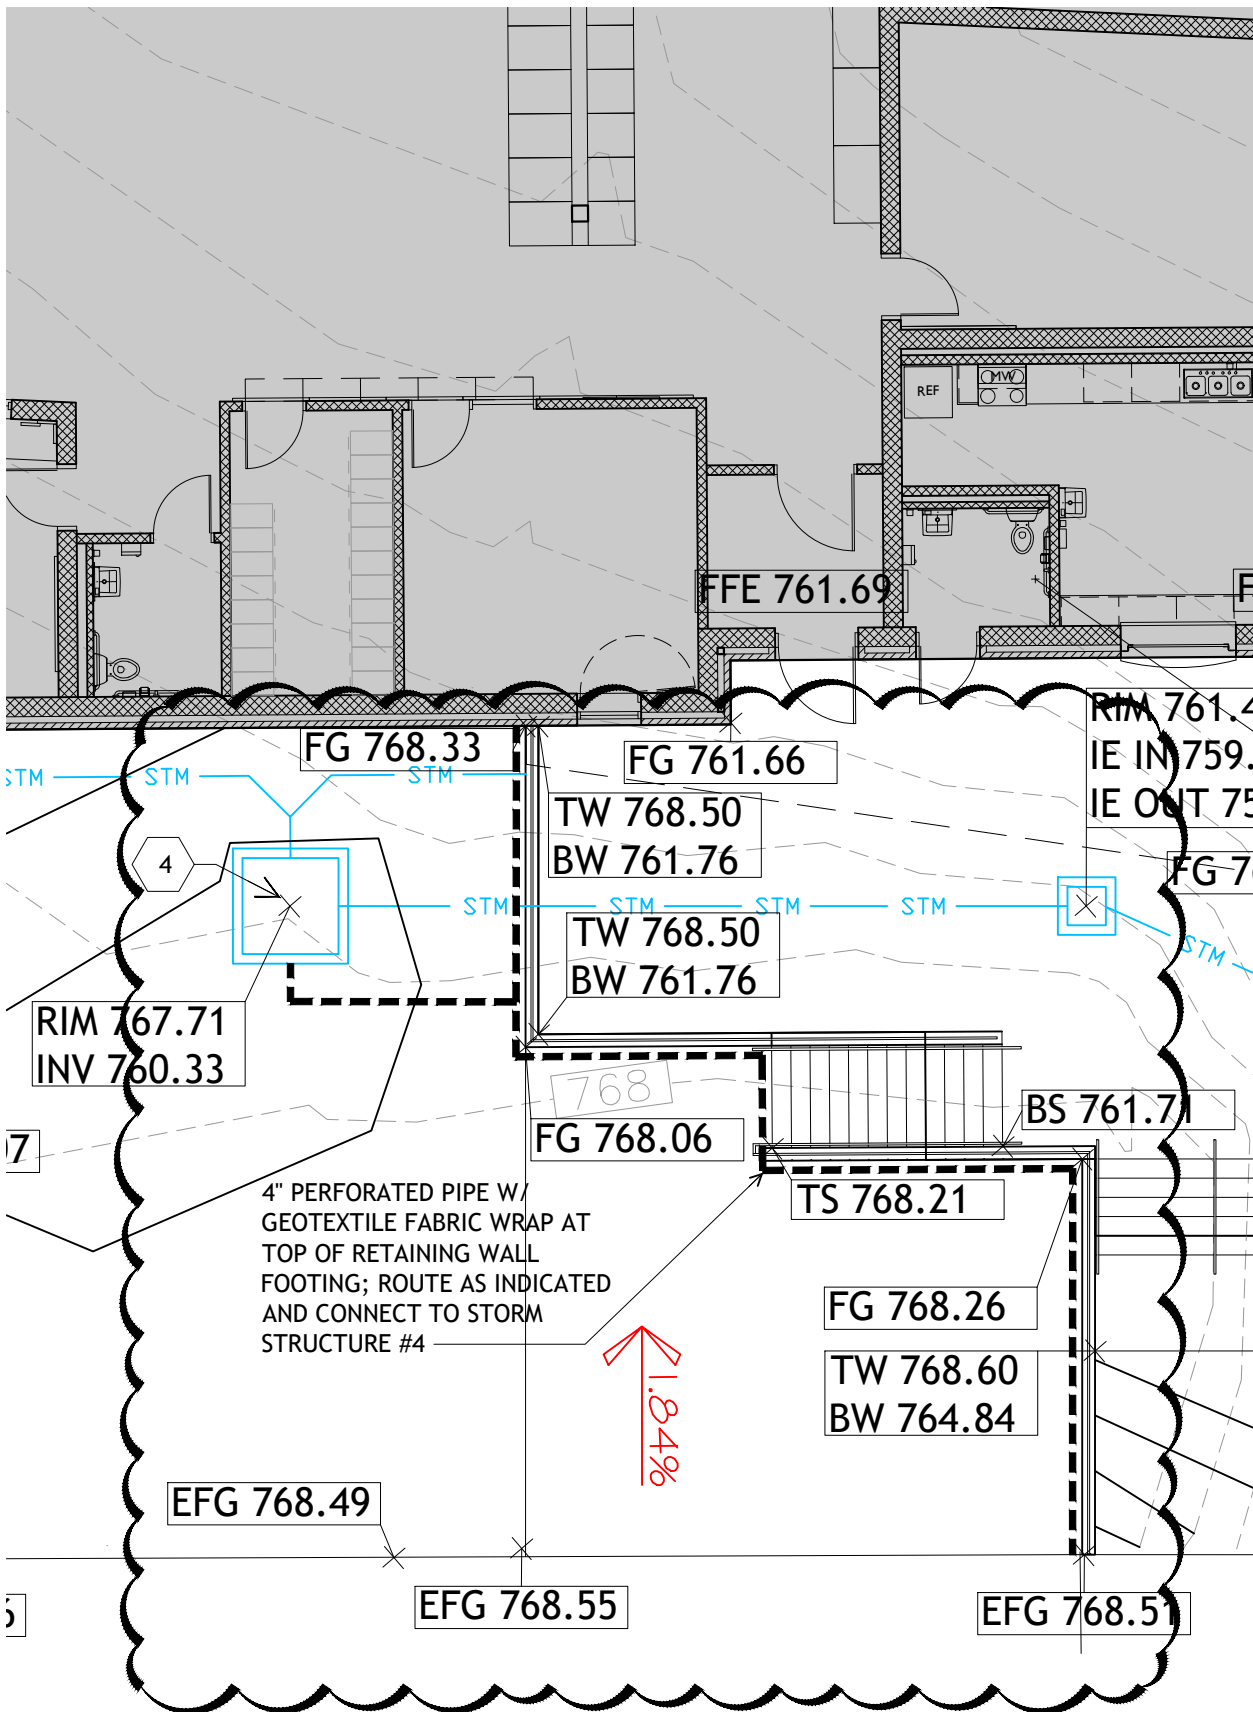 MW
REF
FFE 761.69
RIM 761.4
IE IN 759.
IE OUT 75
FG 768.33
FG 761.66
STM
STM
STM
TW 768.50
BW 761.76
4
FG 76
STM
STM
STM
STM
STM
TW 768.50
BW 761.76
RIM 767.71
INV 760.33
768
BS 761.71
FG 768.06
07
TS 768.21
4" PERFORATED PIPE W/
GEOTEXTILE FABRIC WRAP AT
TOP OF RETAINING WALL
FOOTING; ROUTE AS INDICATED
AND CONNECT TO STORM
STRUCTURE #4
FG 768.26
TW 768.60
BW 764.84
1.84%
EFG 768.49
EFG 768.55
EFG 768.51